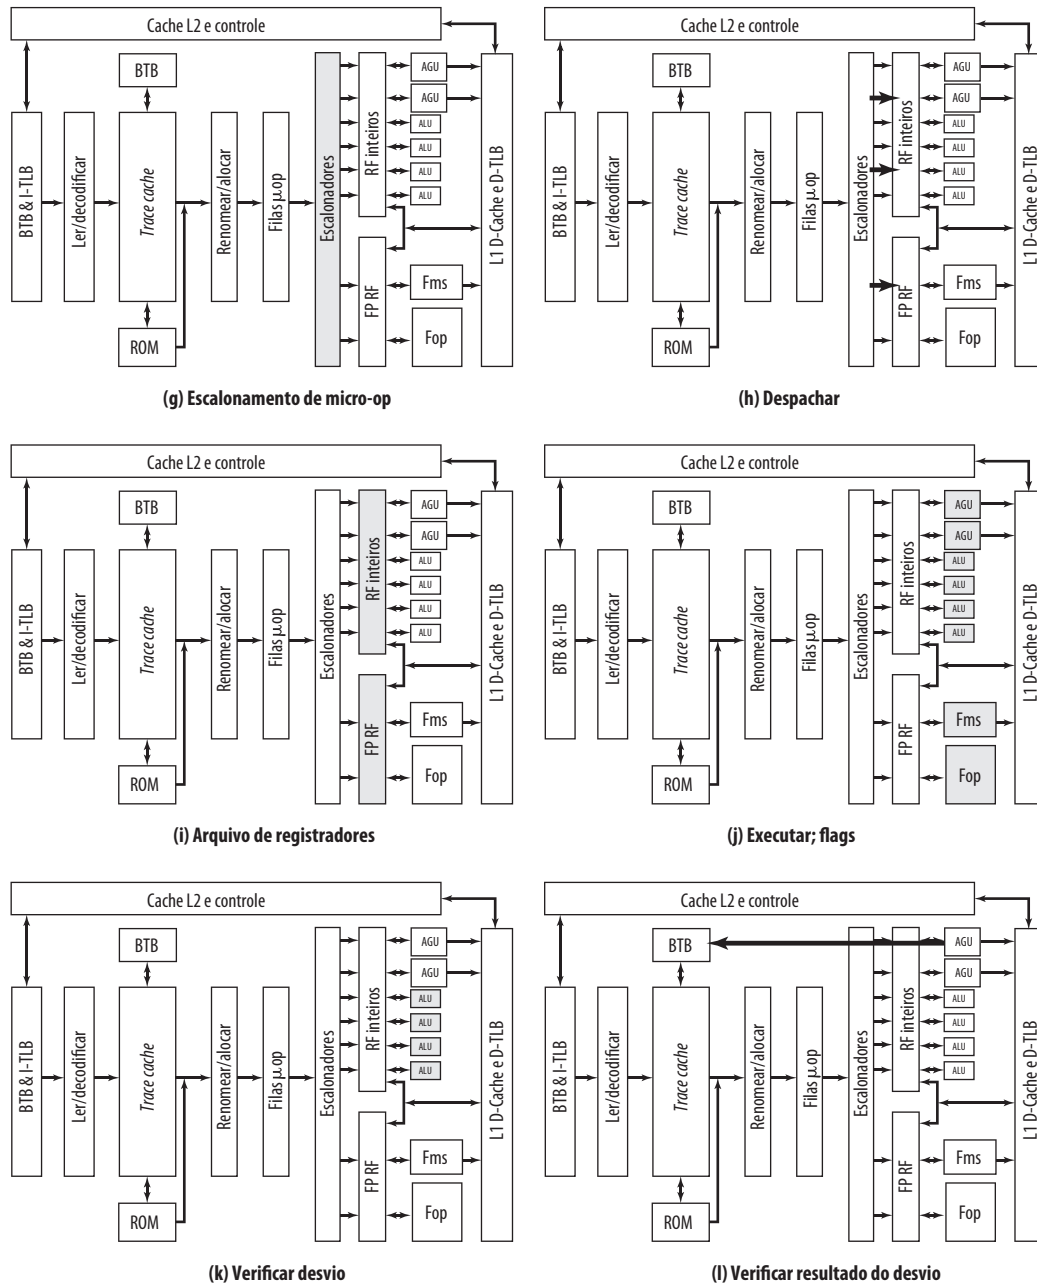 Cache L2 e controle
BTB
BTB & I-TLB
Ler/decodificar
Trace cache
ROM
Renomear/alocar
Filas μop
Escalonadores
RF inteiros
FP RF
AGU
AGU
ALU
ALU
ALU
ALU
Fms
Fop
L1 D-Cache e D-TLB
(g) Escalonamento de micro-op
Cache L2 e controle
BTB
BTB & I-TLB
Ler/decodificar
Trace cache
ROM
Renomear/alocar
Filas μop
Escalonadores
RF inteiros
FP RF
AGU
AGU
ALU
ALU
ALU
ALU
Fms
Fop
L1 D-Cache e D-TLB
(h) Despachar
Cache L2 e controle
BTB
BTB & I-TLB
Ler/decodificar
Trace cache
ROM
Renomear/alocar
Filas μop
Escalonadores
RF inteiros
FP RF
AGU
AGU
ALU
ALU
ALU
ALU
Fms
Fop
L1 D-Cache e D-TLB
(i) Arquivo de registradores
Cache L2 e controle
BTB
BTB & I-TLB
Ler/decodificar
Trace cache
ROM
Renomear/alocar
Filas μop
Escalonadores
RF inteiros
FP RF
AGU
AGU
ALU
ALU
ALU
ALU
Fms
Fop
L1 D-Cache e D-TLB
(j) Executar; flags
Cache L2 e controle
BTB
BTB & I-TLB
Ler/decodificar
Trace cache
ROM
Renomear/alocar
Filas μop
Escalonadores
RF inteiros
FP RF
AGU
AGU
ALU
ALU
ALU
ALU
Fms
Fop
L1 D-Cache e D-TLB
(k) Verificar desvio
Cache L2 e controle
BTB
BTB & I-TLB
Ler/decodificar
Trace cache
ROM
Renomear/alocar
Filas μop
Escalonadores
RF inteiros
FP RF
AGU
AGU
ALU
ALU
ALU
ALU
Fms
Fop
L1 D-Cache e D-TLB
(l) Verificar resultado do desvio